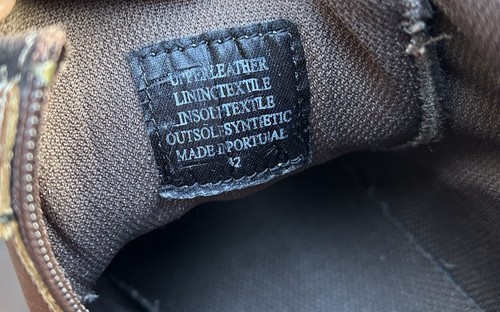 UPPER LEATHER
LINING TEXTILE
INSOLE TEXTILE
OUTSOLE SYNTHETIC
MADE IN PORTUGAL
42